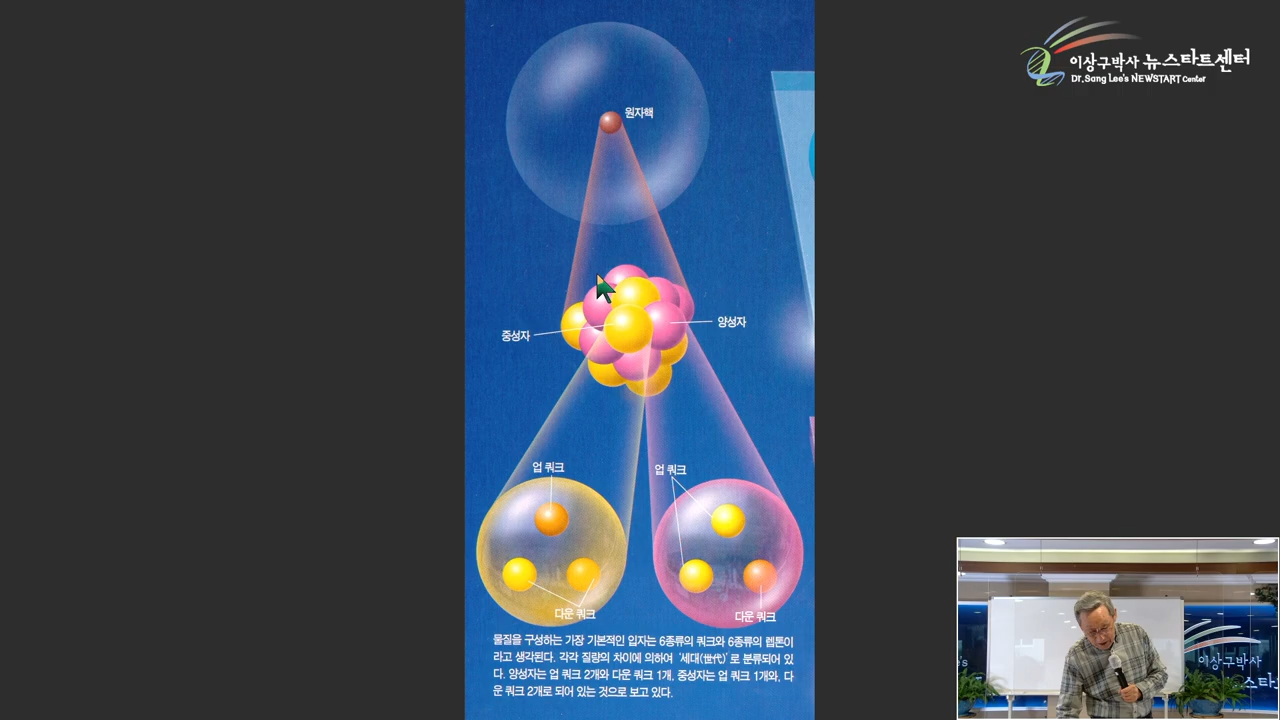 이상구박사 뉴스타트센터
Dr. Sang Lee's NEWSTART Center
원자핵
중성자
양성자
업 쿼크
업 쿼크
다운 쿼크
다운 쿼크
물질을 구성하는 가장 기본적인 입자는 6종류의 쿼크와 6종류의 렙톤이
라고 생각된다. 각각 질량의 차이에 의하여 '세대(世代)'로 분류되어 있
다. 양성자는 업 쿼크 2개와 다운 쿼크 1개, 중성자는 업 쿼크 1개와, 다
운 쿼크 2개로 되어 있는 것으로 보고 있다.
이상구박사